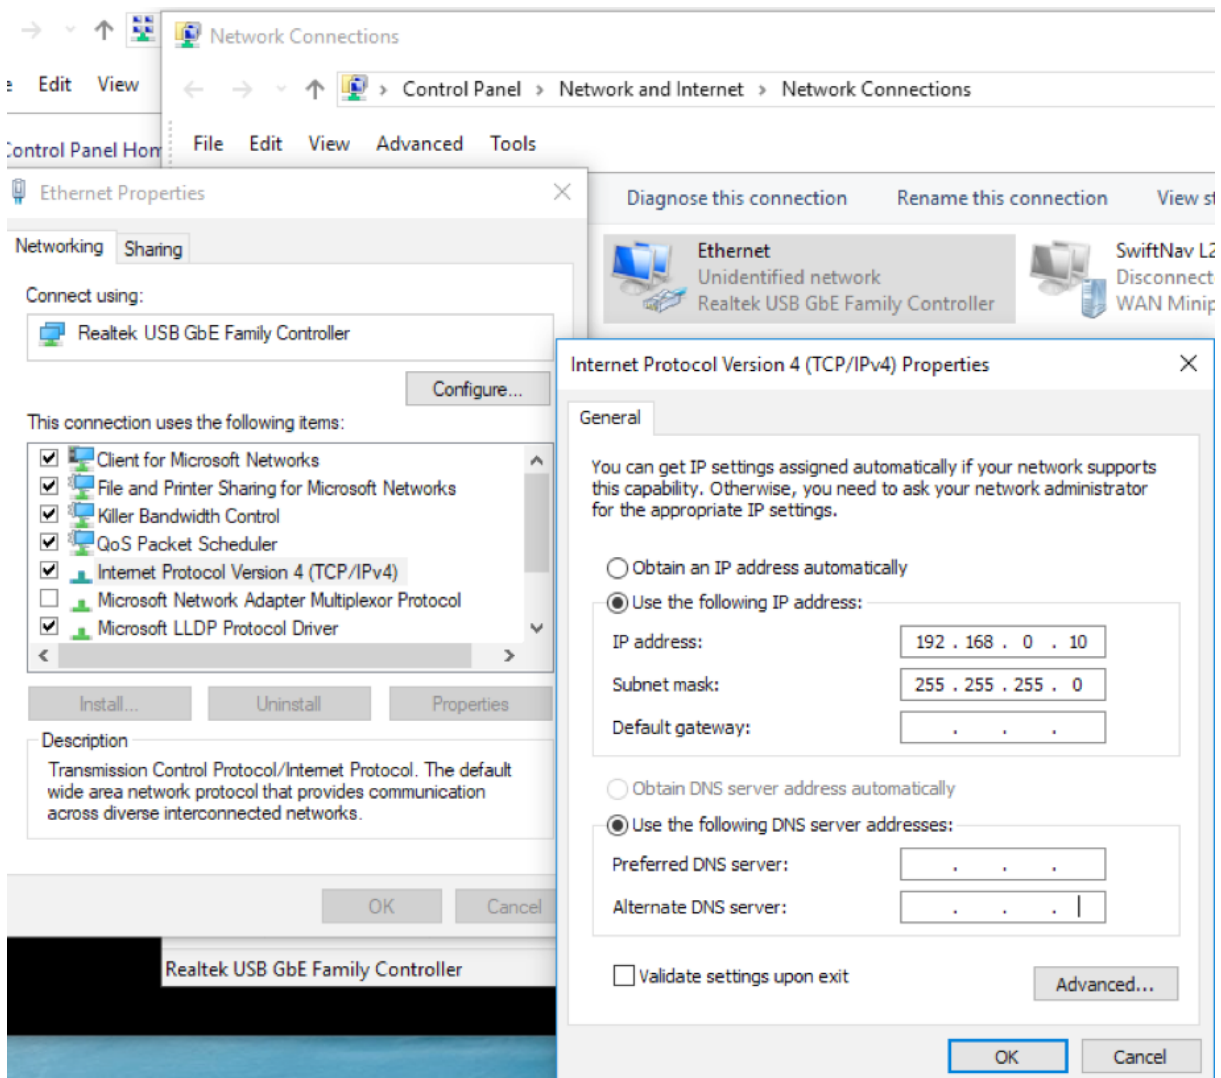 Network Connections
Edit View
Control Panel > Network and Internet > Network Connections
Control Panel Hom
File Edit View Advanced Tools
Ethernet Properties
Diagnose this connection Rename this connection View st
Networking Sharing
Ethernet
Unidentified network
Realtek USB GbE Family Controller
SwiftNav L2
Disconnect
WAN Minip
Connect using:
Realtek USB GbE Family Controller
Configure...
This connection uses the following items:
Client for Microsoft Networks
File and Printer Sharing for Microsoft Networks
Killer Bandwidth Control
QoS Packet Scheduler
Internet Protocol Version 4 (TCP/IPv4)
Microsoft Network Adapter Multiplexor Protocol
Microsoft LLDP Protocol Driver
Install... Uninstall Properties
Description
Transmission Control Protocol/Internet Protocol. The default
wide area network protocol that provides communication
across diverse interconnected networks.
OK Cancel
Realtek USB GbE Family Controller
Internet Protocol Version 4 (TCP/IPv4) Properties
General
You can get IP settings assigned automatically if your network supports
this capability. Otherwise, you need to ask your network administrator
for the appropriate IP settings.
Obtain an IP address automatically
Use the following IP address:
IP address: 192 . 168 . 0 . 10
Subnet mask: 255 . 255 . 255 . 0
Default gateway: . . .
Obtain DNS server address automatically
Use the following DNS server addresses:
Preferred DNS server: . . .
Alternate DNS server: . . .
Validate settings upon exit
Advanced...
OK Cancel